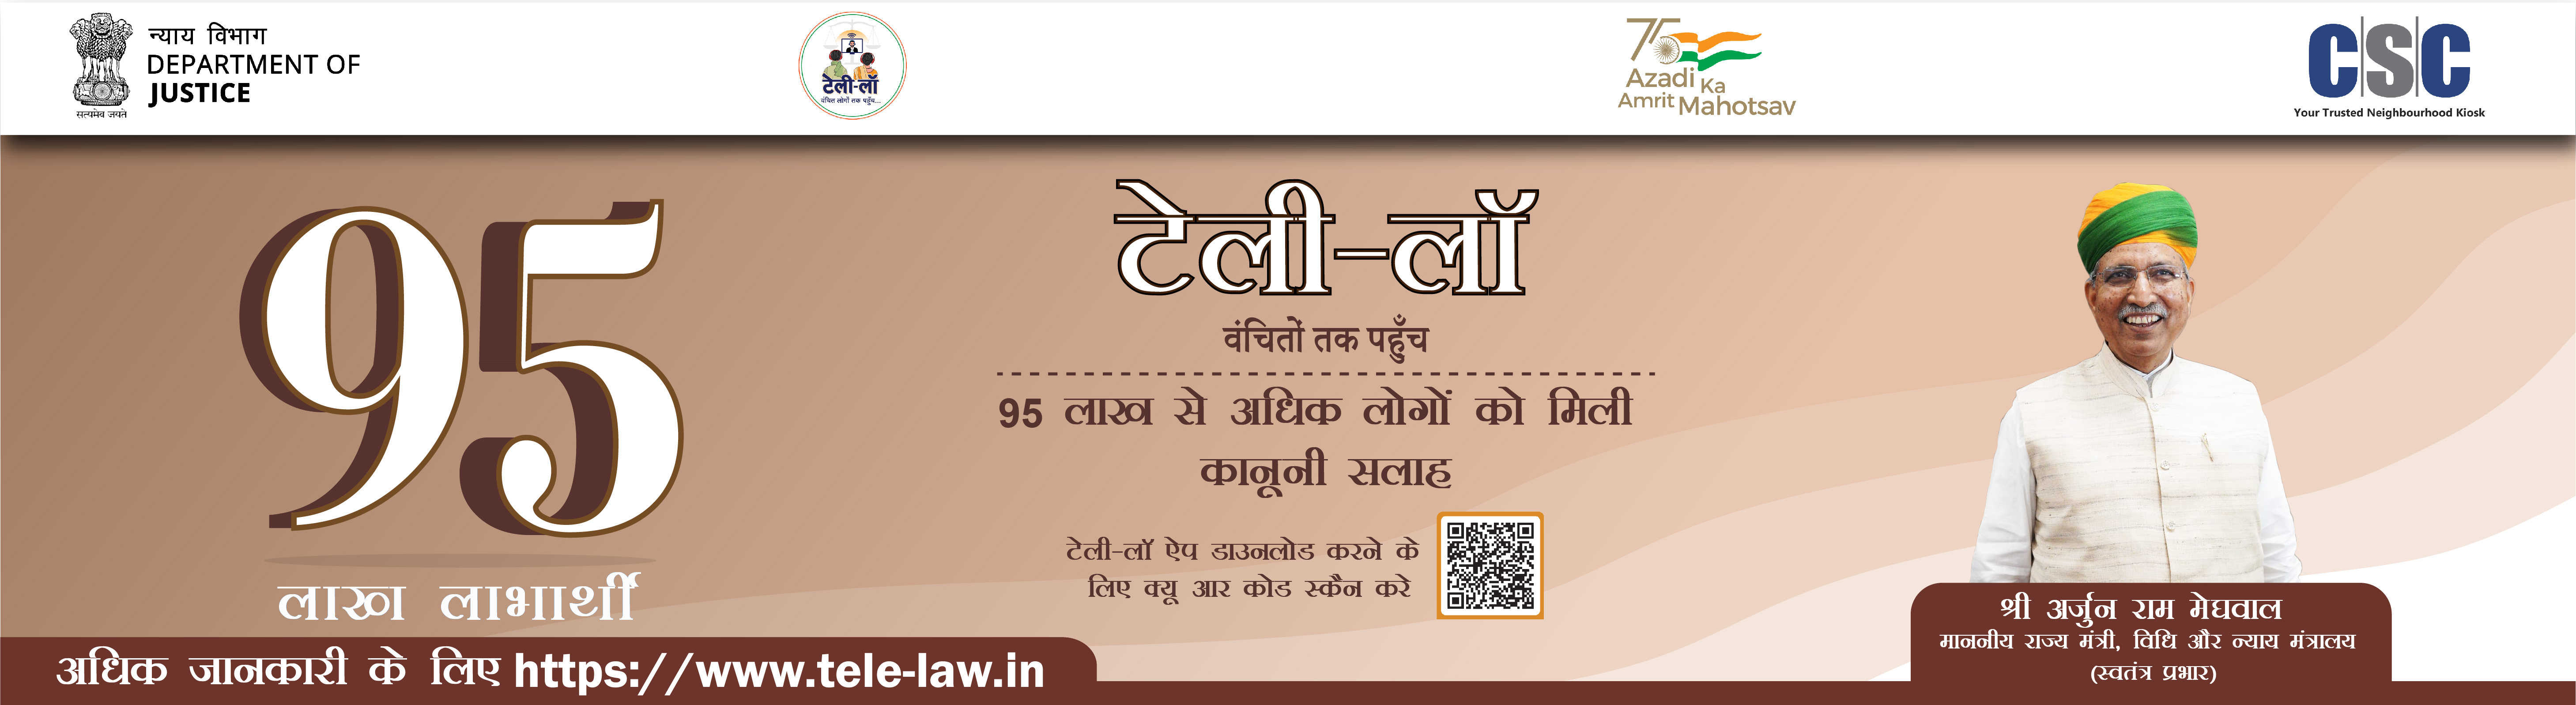 न्याय विभाग
DEPARTMENT OF
JUSTICE
सत्यमेव जयते
टेली-लॉ
वंचित लोगों तक पहुँच...
75
Azadi Ka
Amrit Mahotsav
CSC
Your Trusted Neighbourhood Kiosk
95
लाख लाभार्थी
टेली-लॉ
वंचितों तक पहुँच
95 लाख से अधिक लोगों को मिली
कानूनी सलाह
टेली-लॉ ऐप डाउनलोड करने के
लिए क्यू आर कोड स्कैन करे
श्री अर्जुन राम मेघवाल
माननीय राज्य मंत्री, विधि और न्याय मंत्रालय
(स्वतंत्र प्रभार)
अधिक जानकारी के लिए https://www.tele-law.in